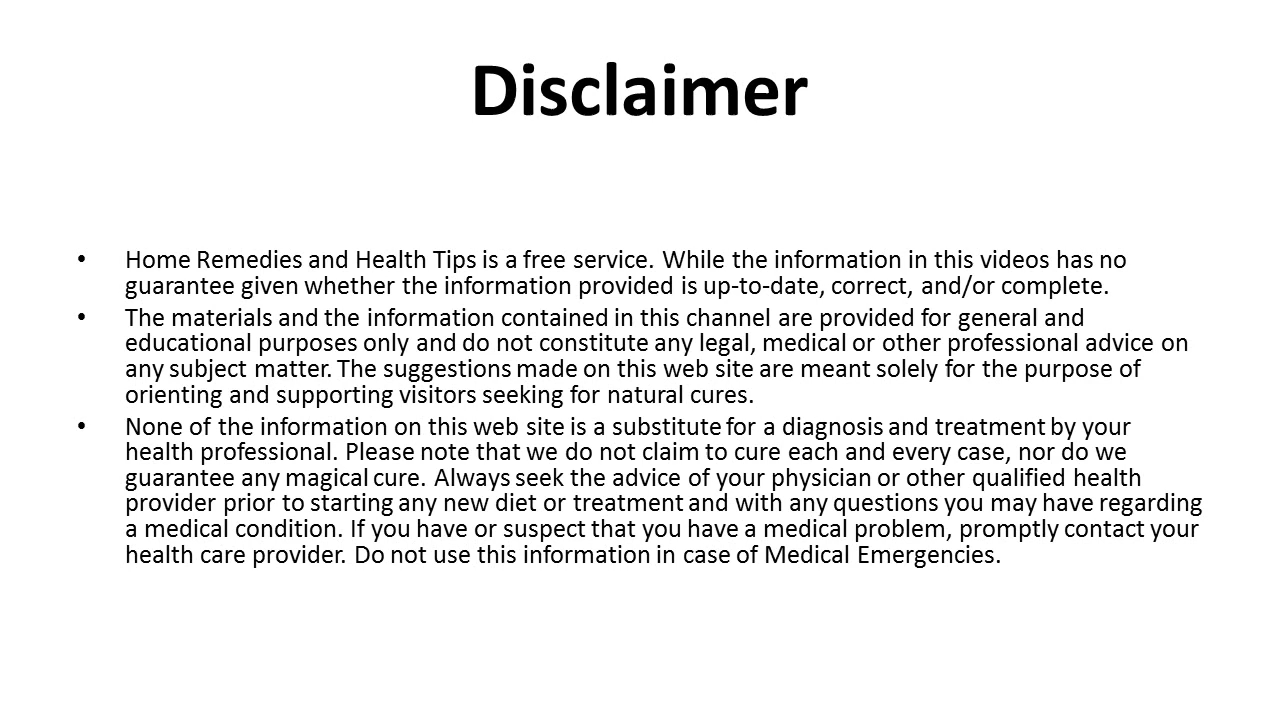 Disclaimer
• Home Remedies and Health Tips is a free service. While the information in this videos has no
guarantee given whether the information provided is up-to-date, correct, and/or complete.
• The materials and the information contained in this channel are provided for general and
educational purposes only and do not constitute any legal, medical or other professional advice on
any subject matter. The suggestions made on this web site are meant solely for the purpose of
orienting and supporting visitors seeking for natural cures.
• None of the information on this web site is a substitute for a diagnosis and treatment by your
health professional. Please note that we do not claim to cure each and every case, nor do we
guarantee any magical cure. Always seek the advice of your physician or other qualified health
provider prior to starting any new diet or treatment and with any questions you may have regarding
a medical condition. If you have or suspect that you have a medical problem, promptly contact your
health care provider. Do not use this information in case of Medical Emergencies.